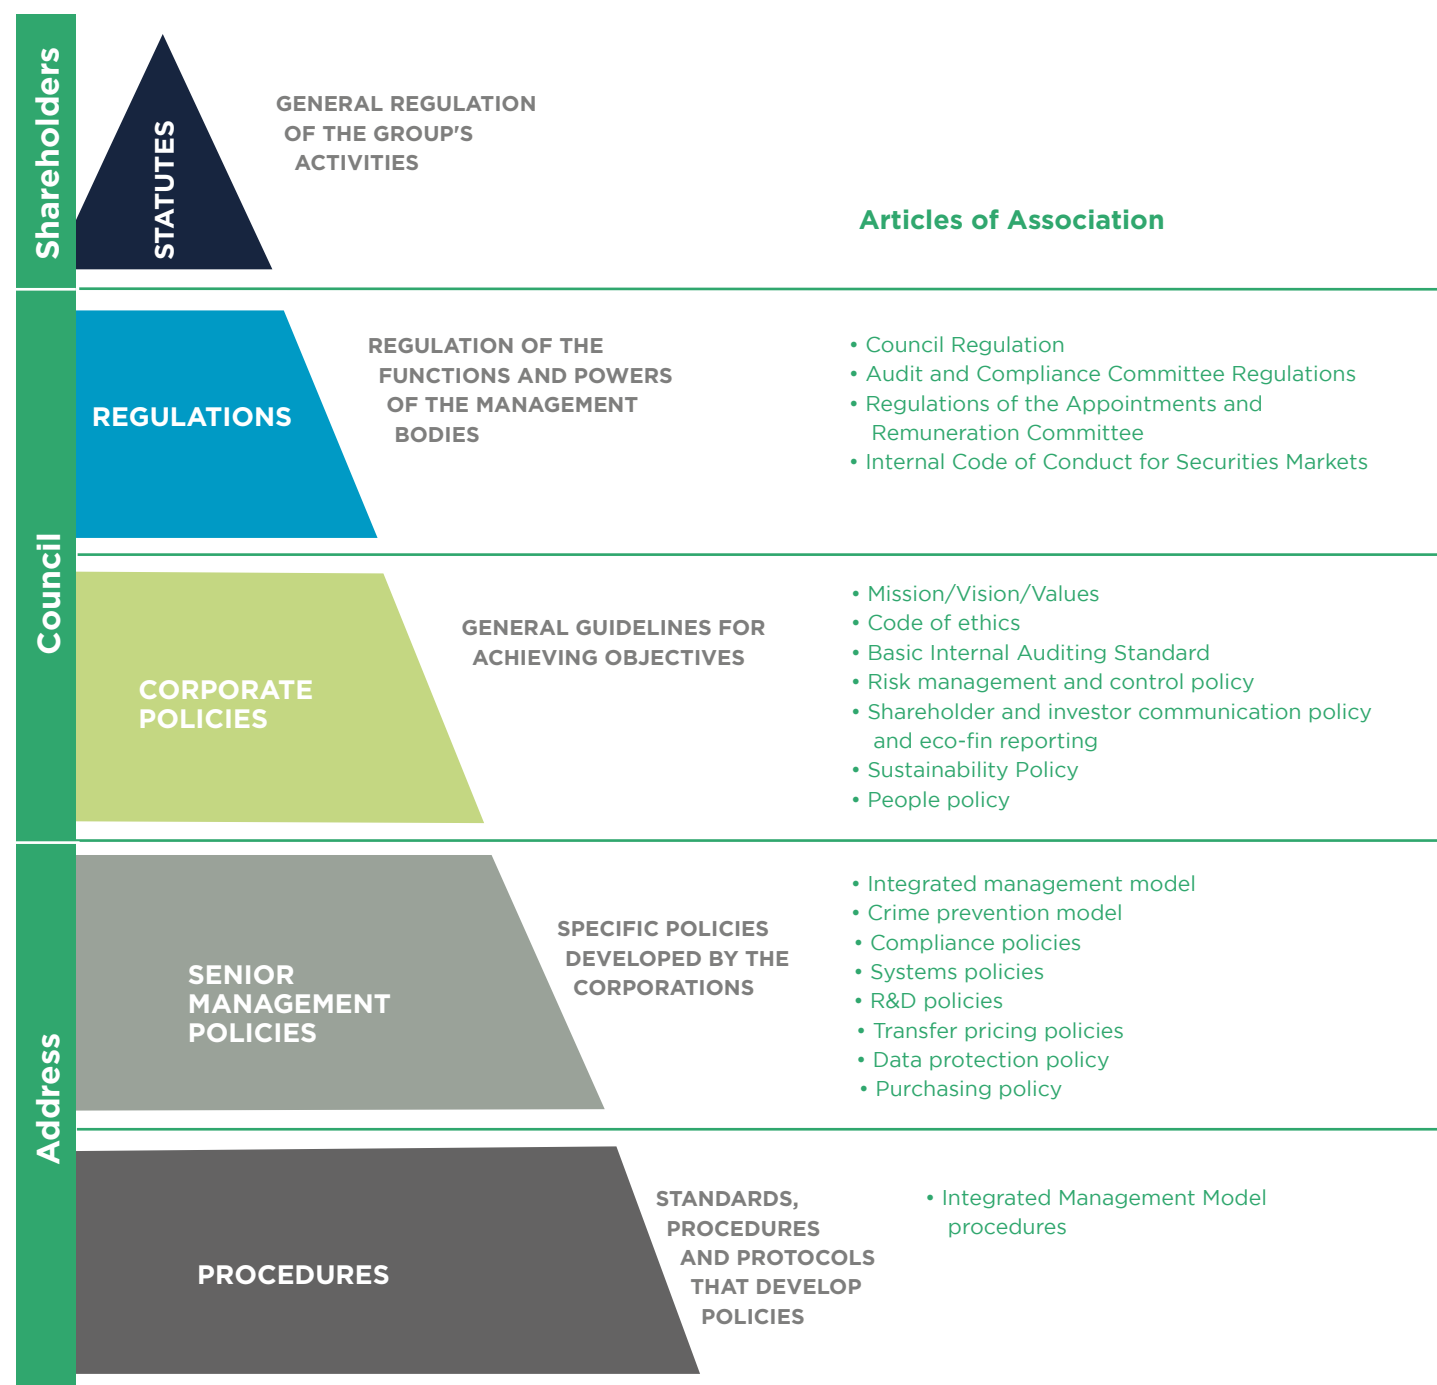 Shareholders
STATUTES
GENERAL REGULATION
OF THE GROUP'S
ACTIVITIES
Articles of Association
Council
REGULATIONS
REGULATION OF THE
FUNCTIONS AND POWERS
OF THE MANAGEMENT
BODIES
• Council Regulation
• Audit and Compliance Committee Regulations
• Regulations of the Appointments and
Remuneration Committee
• Internal Code of Conduct for Securities Markets
CORPORATE
POLICIES
GENERAL GUIDELINES FOR
ACHIEVING OBJECTIVES
• Mission/Vision/Values
• Code of ethics
• Basic Internal Auditing Standard
• Risk management and control policy
• Shareholder and investor communication policy
and eco-fin reporting
• Sustainability Policy
• People policy
Address
SENIOR
MANAGEMENT
POLICIES
SPECIFIC POLICIES
DEVELOPED BY THE
CORPORATIONS
• Integrated management model
• Crime prevention model
• Compliance policies
• Systems policies
• R&D policies
• Transfer pricing policies
• Data protection policy
• Purchasing policy
PROCEDURES
STANDARDS,
PROCEDURES
AND PROTOCOLS
THAT DEVELOP
POLICIES
• Integrated Management Model
procedures